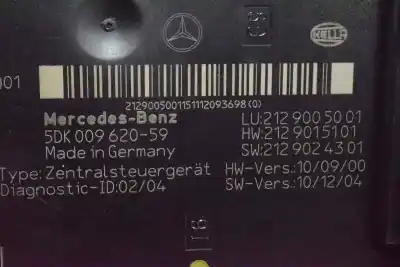 HELLA
001
2129005001151112093698(0)
Mercedes-Benz
LU:212 900 50 01
5DK 009 620-59
HW:212 901 51 01
Made in Germany
SW:212 902 43 01
Type: Zentralsteuergerät
HW-Vers.: 10/09/00
Diagnostic-ID:02/04
SW-Vers.: 10/12/04